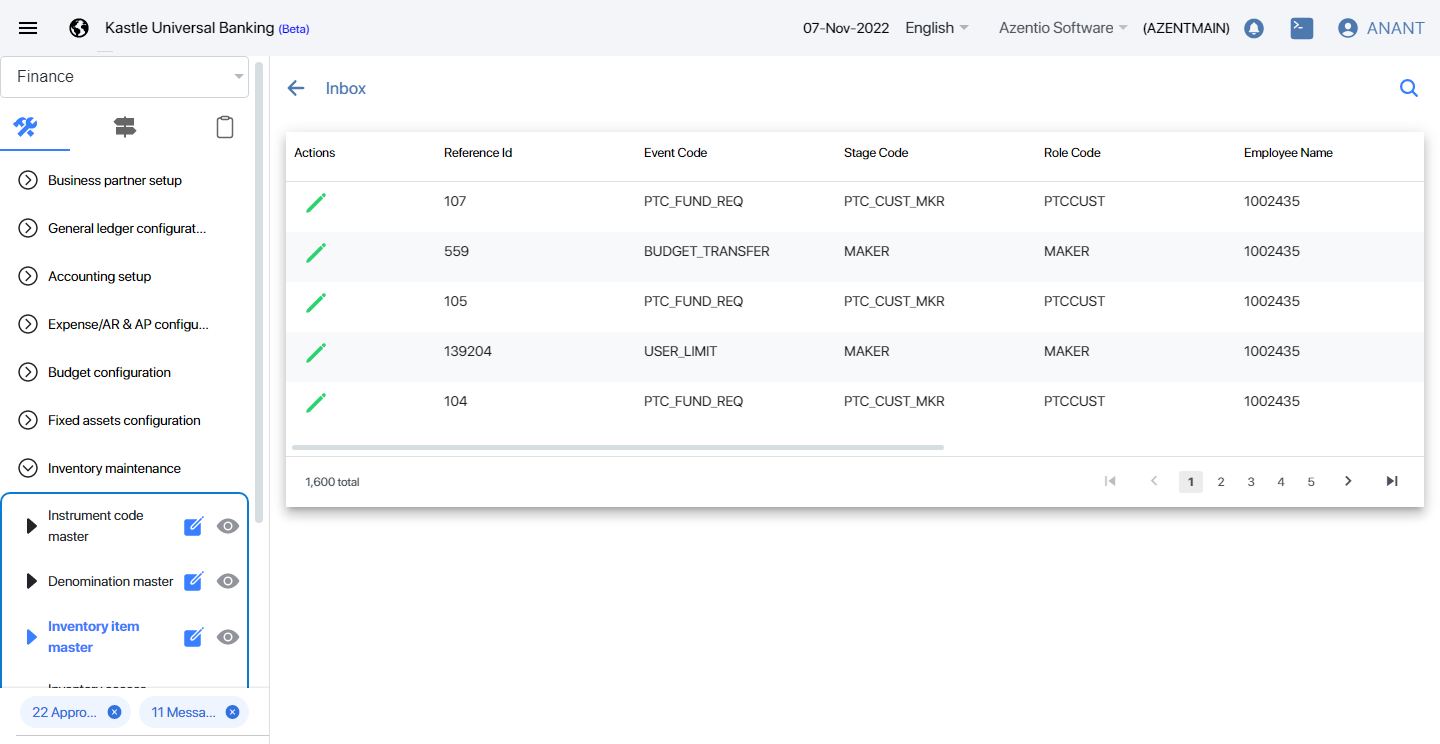 Kastle Universal Banking (Beta)
07-Nov-2022 English Azentio Software (AZENTMAIN) ANANT
Finance
Business partner setup
General ledger configurat...
Accounting setup
Expense/AR & AP configu...
Budget configuration
Fixed assets configuration
Inventory maintenance
Instrument code
master
Denomination master
Inventory item
master
22 Appro... 11 Messa...
Inbox
Actions Reference Id Event Code Stage Code Role Code Employee Name
107 PTC_FUND_REQ PTC_CUST_MKR PTCCUST 1002435
559 BUDGET_TRANSFER MAKER MAKER 1002435
105 PTC_FUND_REQ PTC_CUST_MKR PTCCUST 1002435
139204 USER_LIMIT MAKER MAKER 1002435
104 PTC_FUND_REQ PTC_CUST_MKR PTCCUST 1002435
1,600 total 1 2 3 4 5